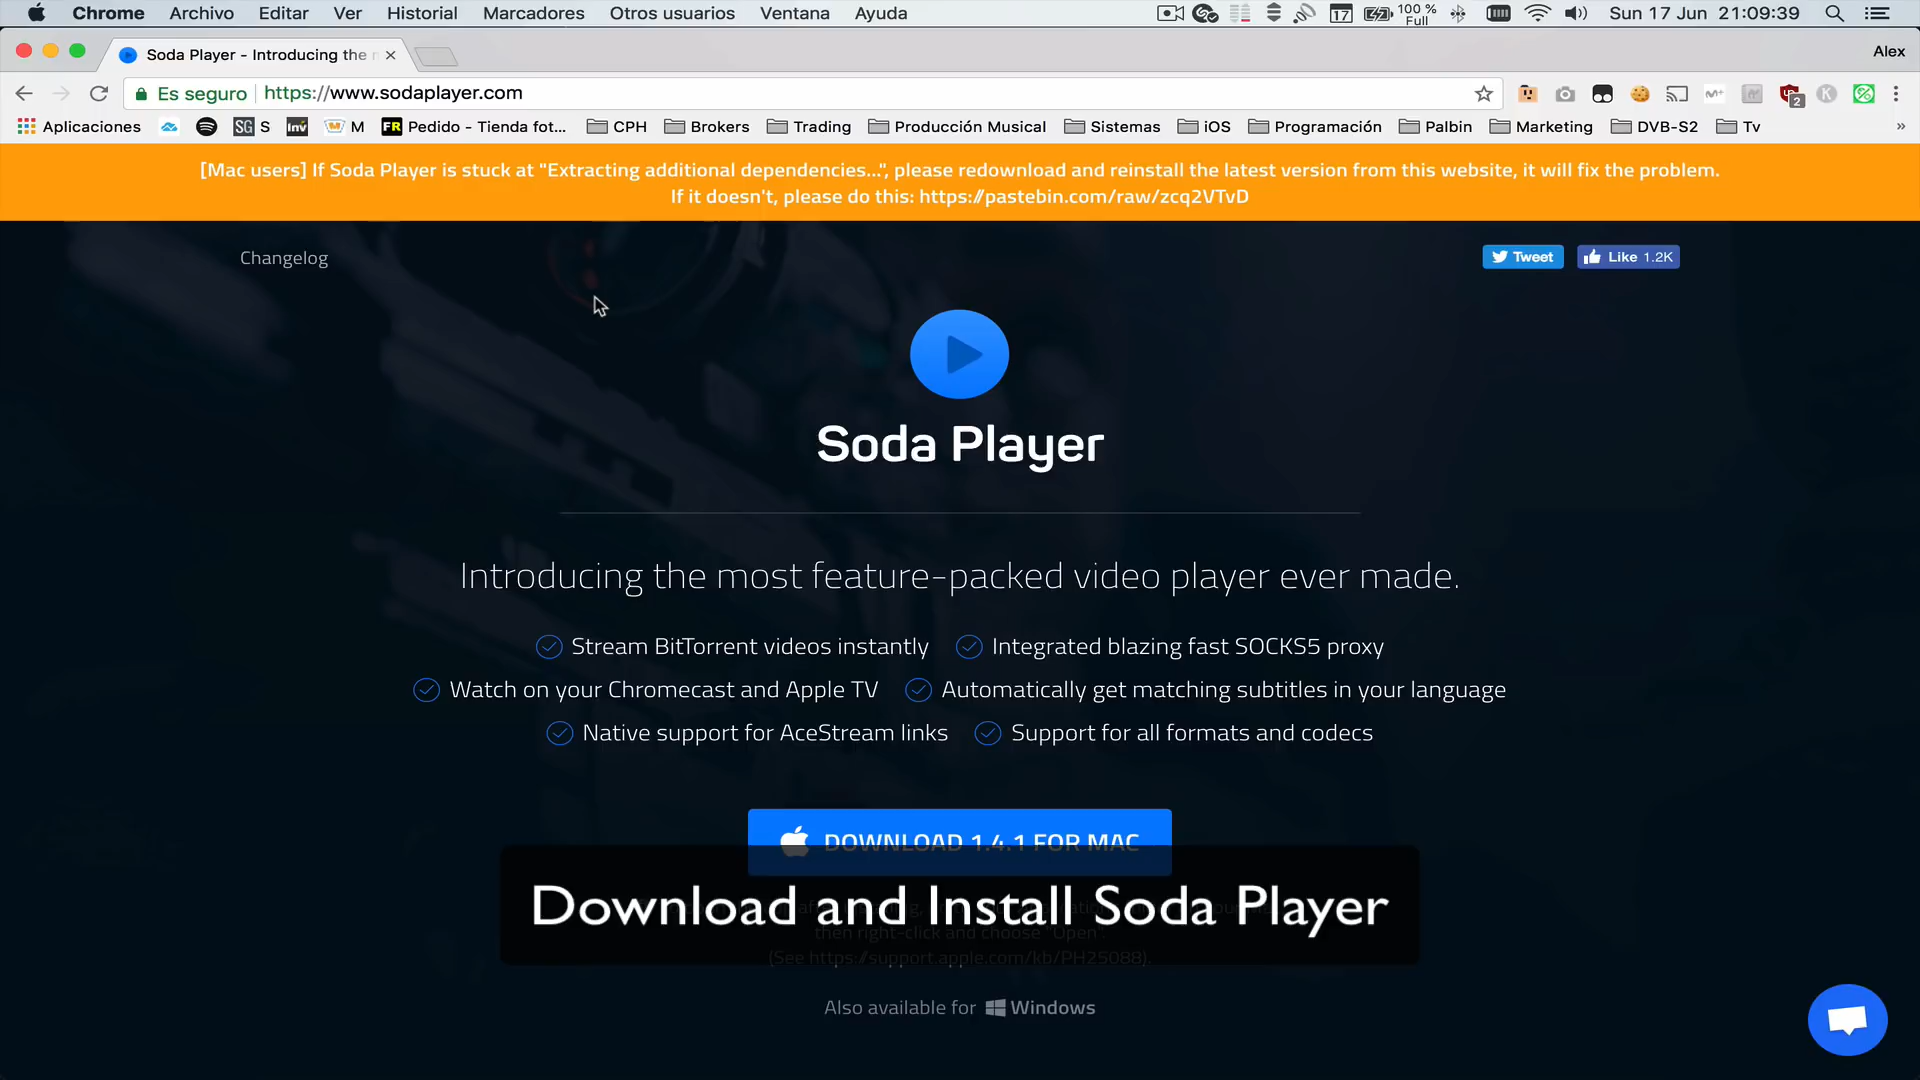 Chrome Archivo Editar Ver Historial Marcadores Otros usuarios Ventana Ayuda
17 100 % Full Sun 17 Jun 21:09:39
Soda Player - Introducing the
Alex
Es seguro https://www.sodaplayer.com
2 K
Aplicaciones SG S Inv M FR Pedido - Tienda fot... CPH Brokers Trading Producción Musical Sistemas iOS Programación Palbin Marketing DVB-S2 Tv »
[Mac users] If Soda Player is stuck at "Extracting additional dependencies...", please redownload and reinstall the latest version from this website, it will fix the problem.
If it doesn't, please do this: https://pastebin.com/raw/zcq2VTvD
Changelog
Tweet Like 1.2K
Soda Player
Introducing the most feature-packed video player ever made.
Stream BitTorrent videos instantly Integrated blazing fast SOCKS5 proxy
Watch on your Chromecast and Apple TV Automatically get matching subtitles in your language
Native support for AceStream links Support for all formats and codecs
DOWNLOAD 1.4.1 FOR MAC
Download and Install Soda Player
then right-click and choose "Open".
(See https://support.apple.com/kb/PH25088).
Also available for Windows